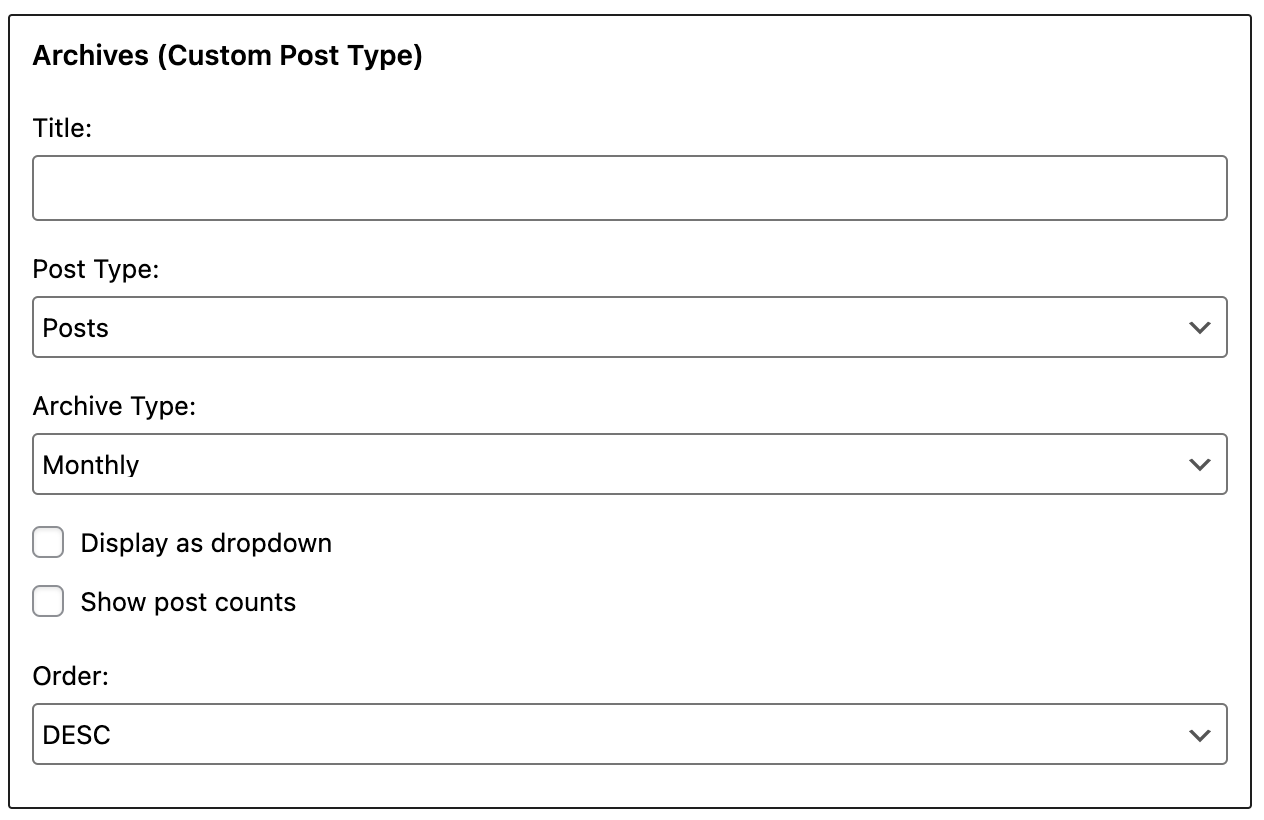 Archives (Custom Post Type)
Title:
Post Type:
Posts
Archive Type:
Monthly
Display as dropdown
Show post counts
Order:
DESC